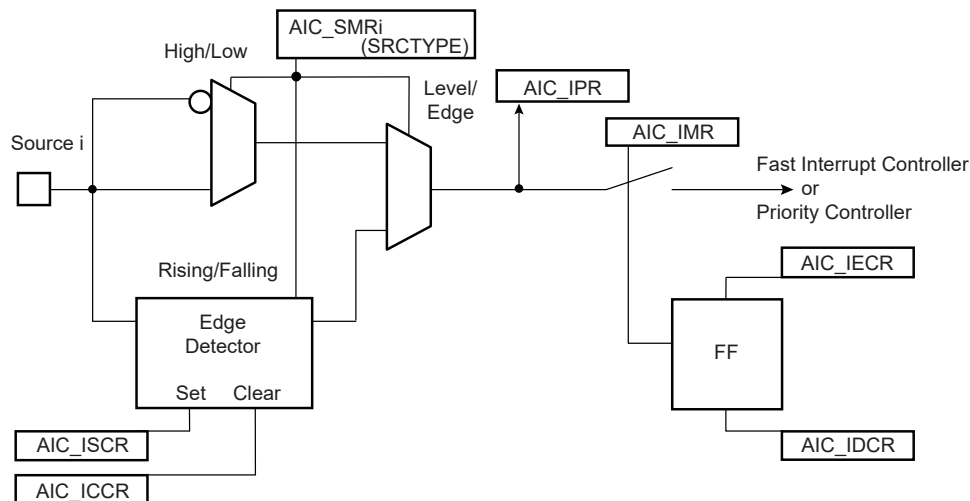 AIC_SMRi
(SRCTYPE)
High/Low
Level/
Edge
AIC_IPR
AIC_IMR
Source i
Fast Interrupt Controller
or
Priority Controller
Rising/Falling
AIC_IECR
Edge
Detector
FF
Set Clear
AIC_ISCR
AIC_IDCR
AIC_ICCR